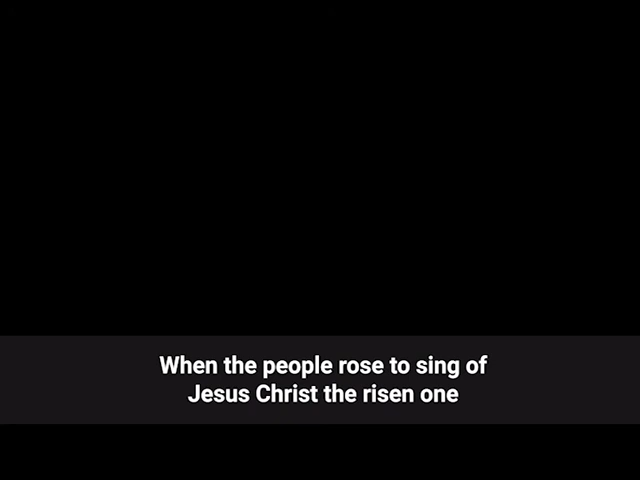 When the people rose to sing of
Jesus Christ the risen one